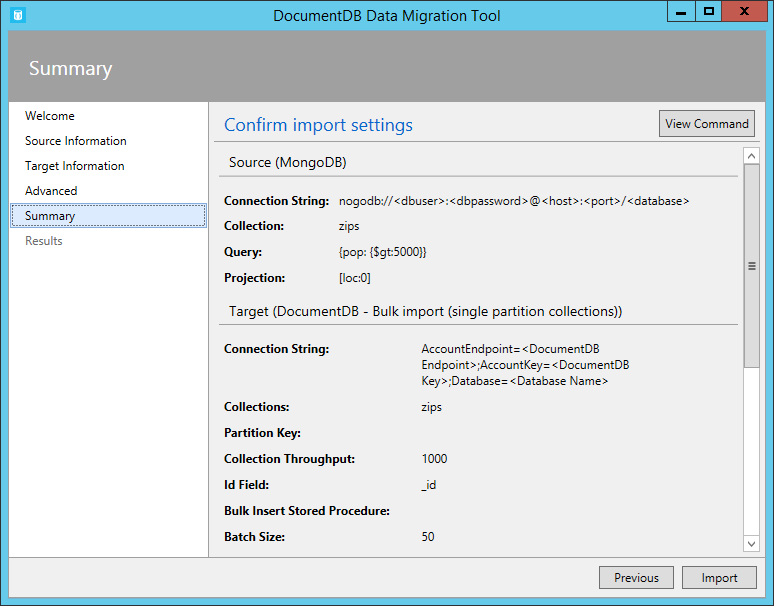 DocumentDB Data Migration Tool
Summary
Welcome
Source Information
Target Information
Advanced
Summary
Results
Confirm import settings
View Command
Source (MongoDB)
Connection String: nogodb://<dbuser>:<dbpassword>@<host>:<port>/<database>
Collection: zips
Query: {pop: {$gt:5000}}
Projection: [loc:0]
Target (DocumentDB - Bulk import (single partition collections))
Connection String: AccountEndpoint=<DocumentDB
Endpoint>;AccountKey=<DocumentDB
Key>;Database=<Database Name>
Collections: zips
Partition Key:
Collection Throughput: 1000
Id Field: _id
Bulk Insert Stored Procedure:
Batch Size: 50
Previous
Import